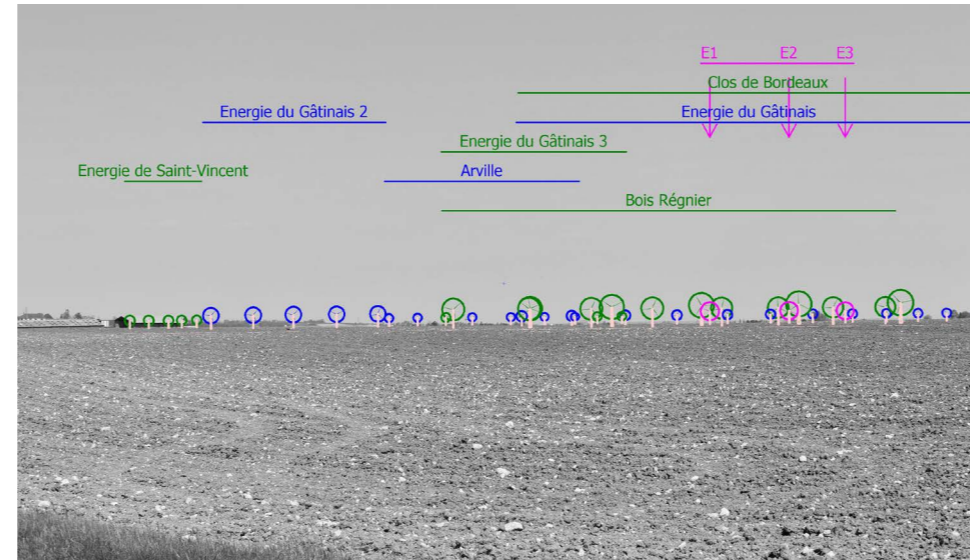 E1 E2 E3
Clos de Bordeaux
Energie du Gâtinais 2 Energie du Gâtinais
Energie du Gâtinais 3
Energie de Saint-Vincent Arville
Bois Régnier